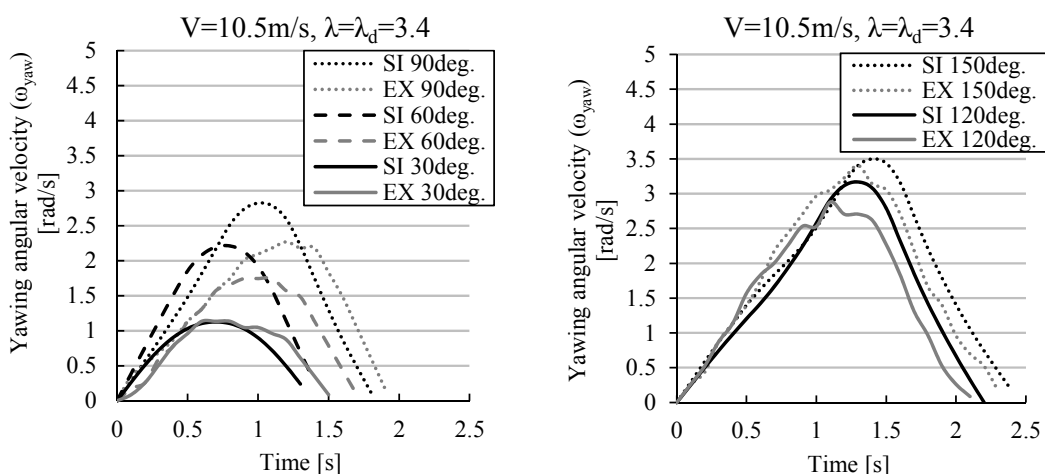 V=10.5m/s, λ=λd=3.4
Yawing angular velocity (ωyaw)
[rad/s]
5
4.5
4
3.5
3
2.5
2
1.5
1
0.5
0
SI 90deg.
EX 90deg.
SI 60deg.
EX 60deg.
SI 30deg.
EX 30deg.
0 0.5 1 1.5 2 2.5
Time [s]
V=10.5m/s, λ=λd=3.4
Yawing angular velocity (ωyaw)
[rad/s]
5
4.5
4
3.5
3
2.5
2
1.5
1
0.5
0
SI 150deg.
EX 150deg.
SI 120deg.
EX 120deg.
0 0.5 1 1.5 2 2.5
Time [s]